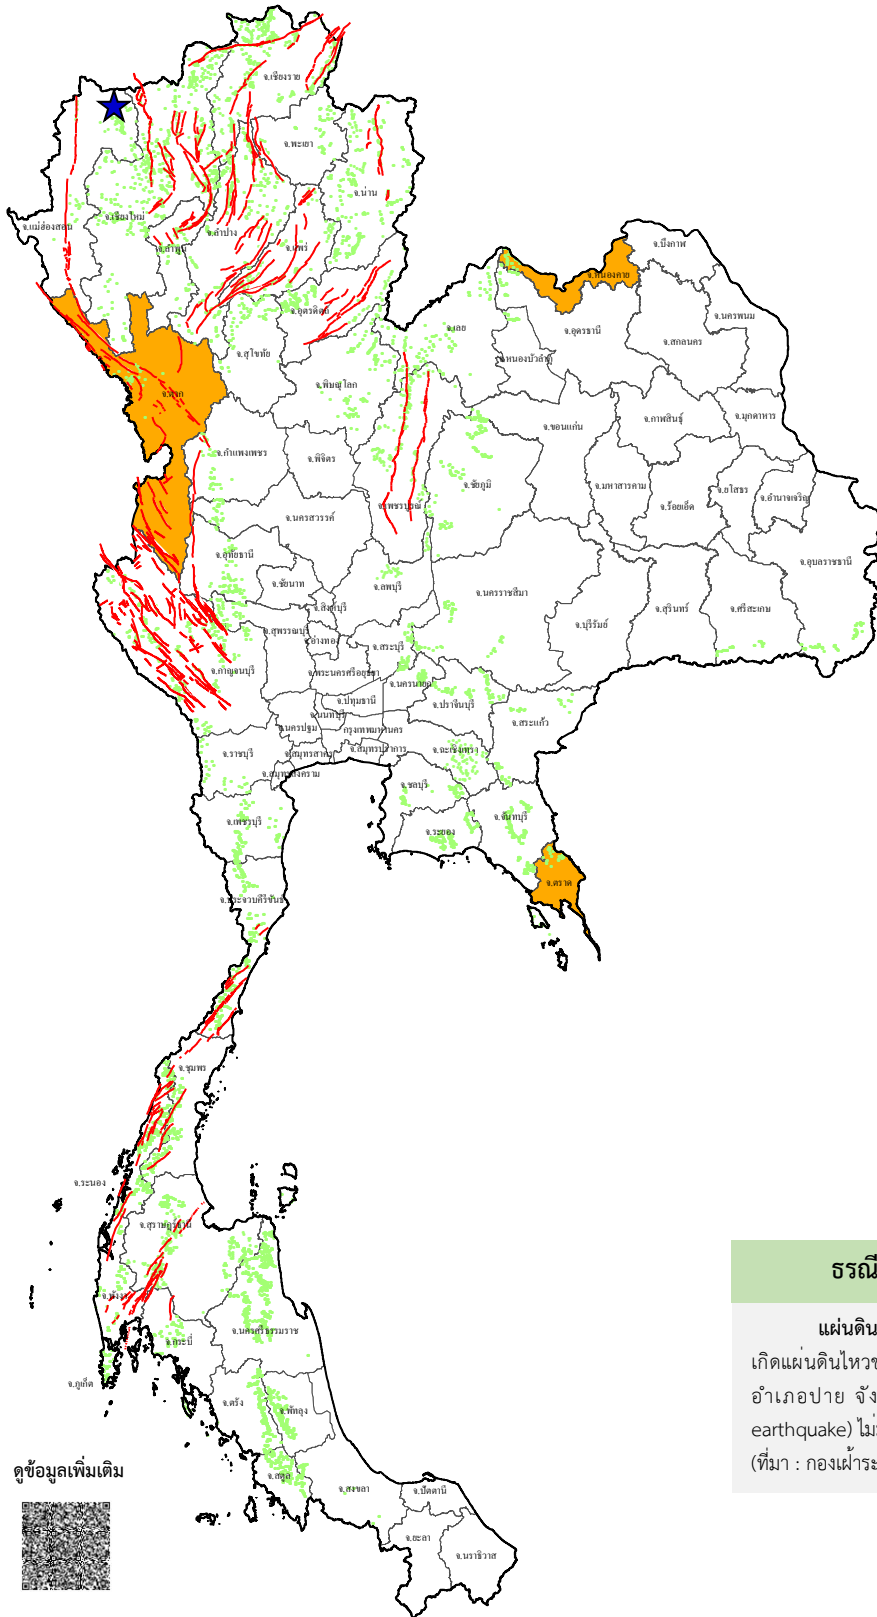 จ.เชียงราย
จ.พะเยา
จ.น่าน
จ.เชียงใหม่
จ.แม่ฮ่องสอน
จ.ลำปาง
จ.ลำพูน
จ.แพร่
จ.อุตรดิตถ์
จ.สุโขทัย
จ.ตาก
จ.พิษณุโลก
จ.กำแพงเพชร
จ.พิจิตร
จ.เพชรบูรณ์
จ.เลย
จ.หนองคาย
จ.บึงกาฬ
จ.นครพนม
จ.สกลนคร
จ.อุดรธานี
จ.หนองบัวลำภู
จ.ขอนแก่น
จ.กาฬสินธุ์
จ.มุกดาหาร
จ.ชัยภูมิ
จ.มหาสารคาม
จ.ร้อยเอ็ด
จ.ยโสธร
จ.อำนาจเจริญ
จ.อุบลราชธานี
จ.นครสวรรค์
จ.อุทัยธานี
จ.ชัยนาท
จ.ลพบุรี
จ.นครราชสีมา
จ.บุรีรัมย์
จ.สุรินทร์
จ.ศรีสะเกษ
จ.สิงห์บุรี
จ.สุพรรณบุรี
จ.อ่างทอง
จ.สระบุรี
จ.กาญจนบุรี
จ.พระนครศรีอยุธยา
จ.นครนายก
จ.ปทุมธานี
จ.ปราจีนบุรี
จ.นนทบุรี
จ.สระแก้ว
จ.นครปฐม
กรุงเทพมหานคร
จ.ราชบุรี
จ.สมุทรสาคร
จ.สมุทรปราการ
จ.ฉะเชิงเทรา
จ.สมุทรสงคราม
จ.ชลบุรี
จ.เพชรบุรี
จ.ระยอง
จ.จันทบุรี
จ.ตราด
จ.ประจวบคีรีขันธ์
จ.ชุมพร
จ.ระนอง
จ.สุราษฎร์ธานี
จ.พังงา
จ.กระบี่
จ.นครศรีธรรมราช
จ.ภูเก็ต
จ.ตรัง
จ.พัทลุง
จ.สตูล
จ.สงขลา
จ.ปัตตานี
จ.ยะลา
จ.นราธิวาส
ธรณี
แผ่นดิน
เกิดแผ่นดินไหวข
อำเภอปาย จัง
earthquake) ไม่
(ที่มา : กองเฝ้าระ
ดูข้อมูลเพิ่มเติม